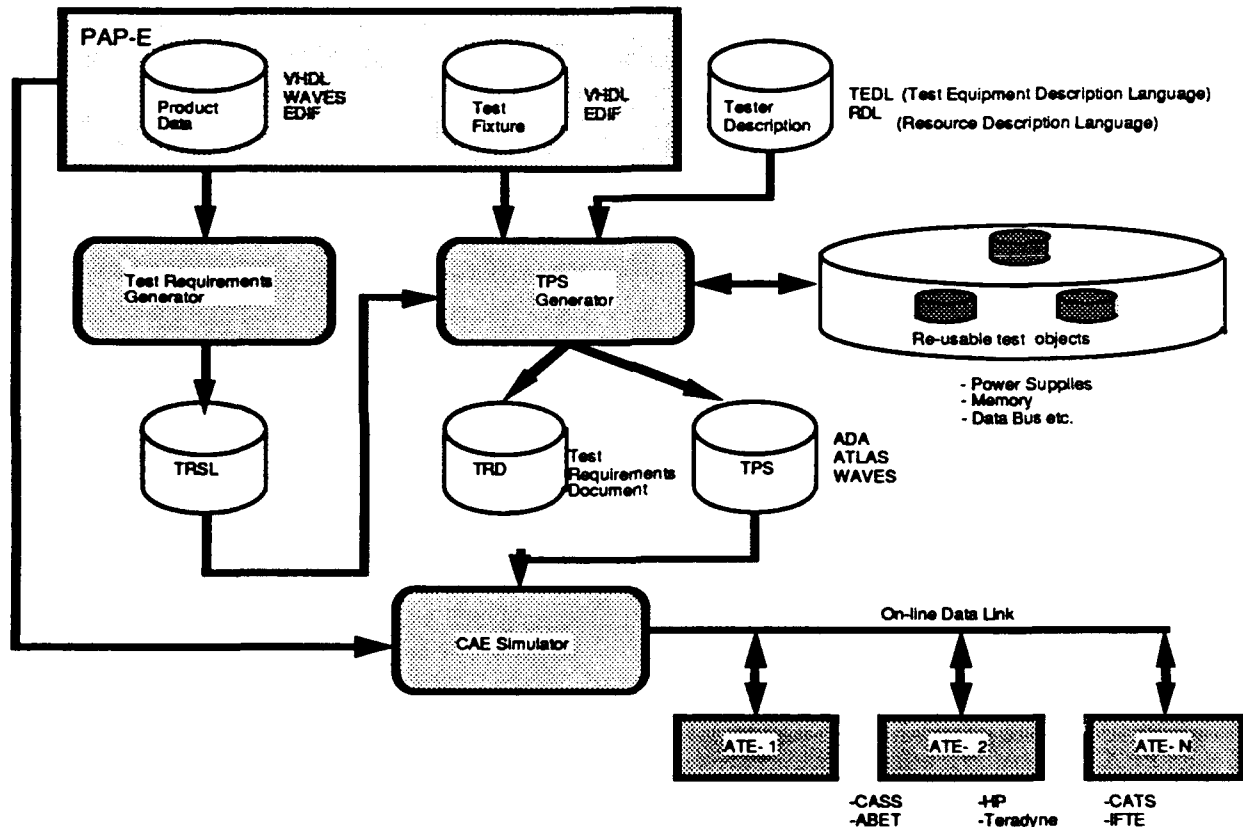 PAP-E
Product
Data
VHDL
WAVES
EDIF
Test
Fixture
VHDL
EDIF
Tester
Description
TEDL (Test Equipment Description Language)
RDL
(Resource Description Language)
Test Requirements
Generator
TPS
Generator
Re-usable test objects
- Power Supplies
- Memory
- Data Bus etc.
TRSL
TRD
Test
Requirements
Document
TPS
ADA
ATLAS
WAVES
CAE Simulator
On-line Data Link
ATE- 1
ATE- 2
ATE- N
-CASS
-ABET
-HP
-Teradyne
-CATS
-IFTE